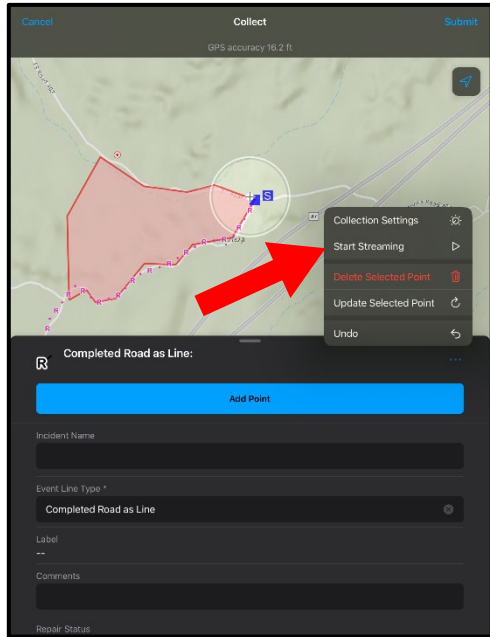 Cancel Collect Submit
GPS accuracy 16.2 ft
S
R
Collection Settings
Start Streaming
Delete Selected Point
Update Selected Point
Undo
R
Completed Road as Line:
Add Point
Incident Name
Event Line Type *
Completed Road as Line
Label
--
Comments
Repair Status